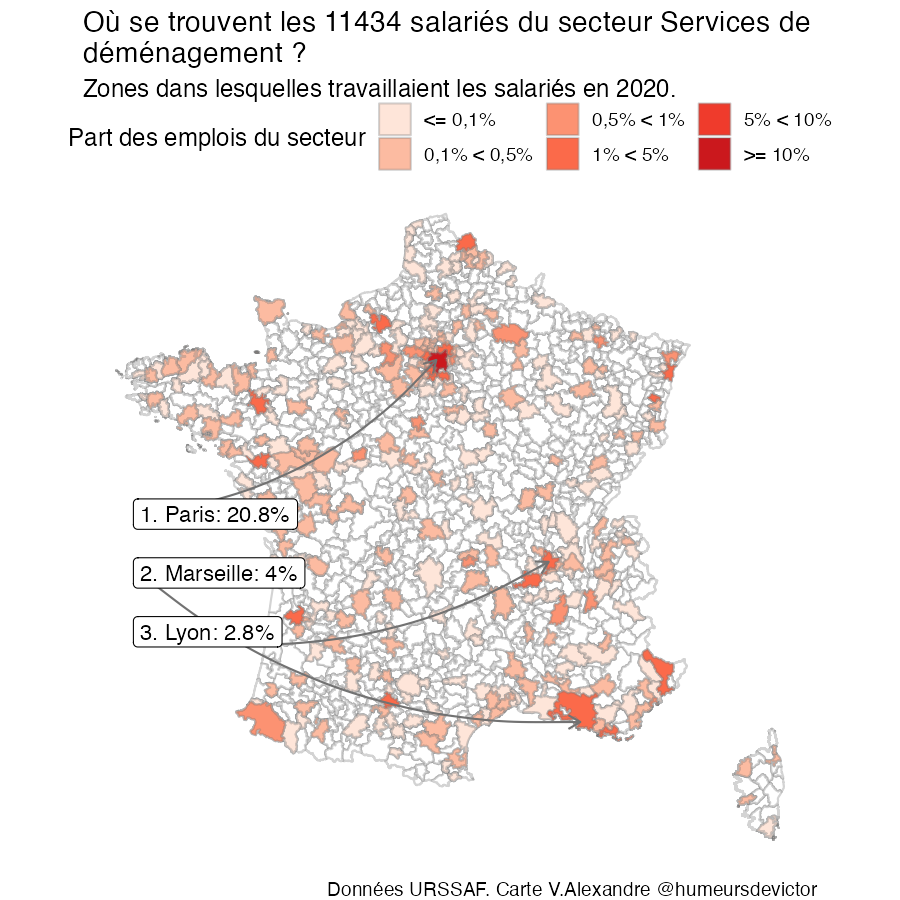 Où se trouvent les 11434 salariés du secteur Services de
déménagement ?
Zones dans lesquelles travaillaient les salariés en 2020.
Part des emplois du secteur
<= 0,1%
0,1% < 0,5%
0,5% < 1%
1% < 5%
5% < 10%
>= 10%
1. Paris: 20.8%
2. Marseille: 4%
3. Lyon: 2.8%
Données URSSAF. Carte V.Alexandre @humeursdevictor